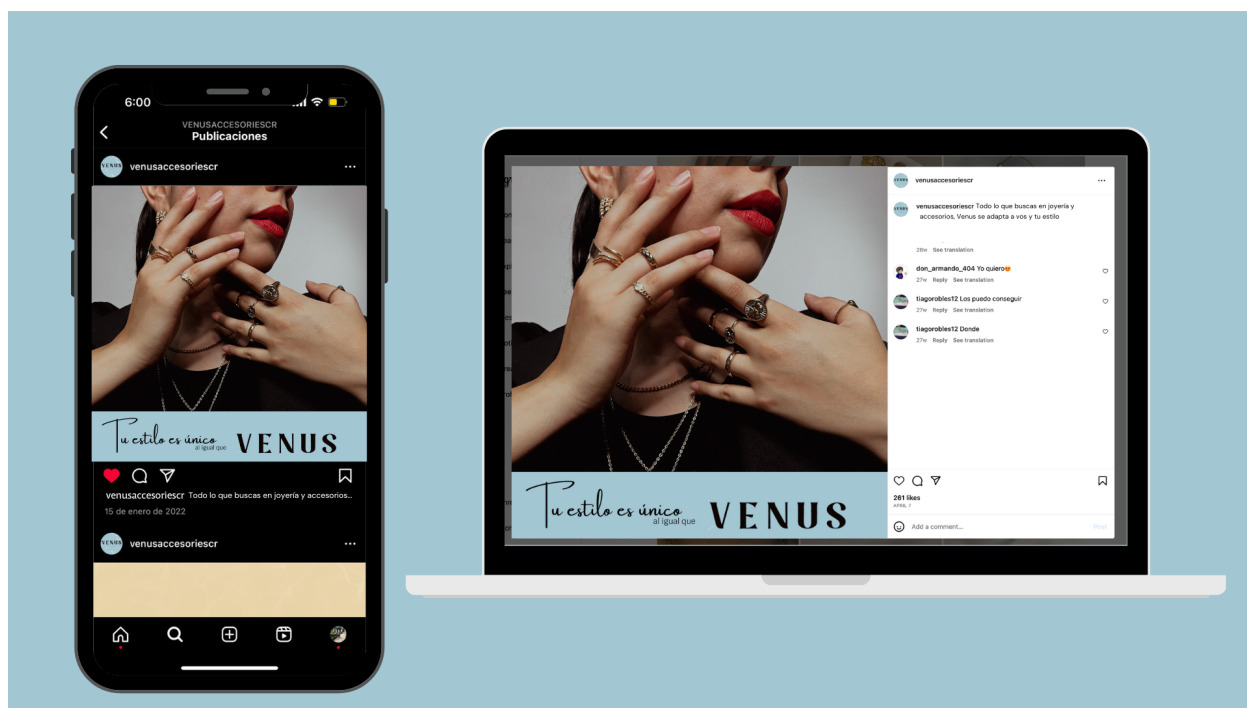 6:00
VENUSACCESORIESCR
Publicaciones
VENUS
venusaccesoriescr
Tu estilo es único
al igual que
VENUS
venusaccesoriescr Todo lo que buscas en joyería y accesorios...
15 de enero de 2022
VENUS
venusaccesoriescr
VENUS
venusaccesoriescr
VENUS
venusaccesoriescr Todo lo que buscas en joyería y
accesorios, Venus se adapta a vos y tu estilo
28w See translation
don_armando_404 Yo quiero😍
27w Reply See translation
tiagorobles12 Los puedo conseguir
27w Reply See translation
tiagorobles12 Donde
27w Reply See translation
Tu estilo es único
al igual que
VENUS
261 likes
APRIL 7
Add a comment...
Post